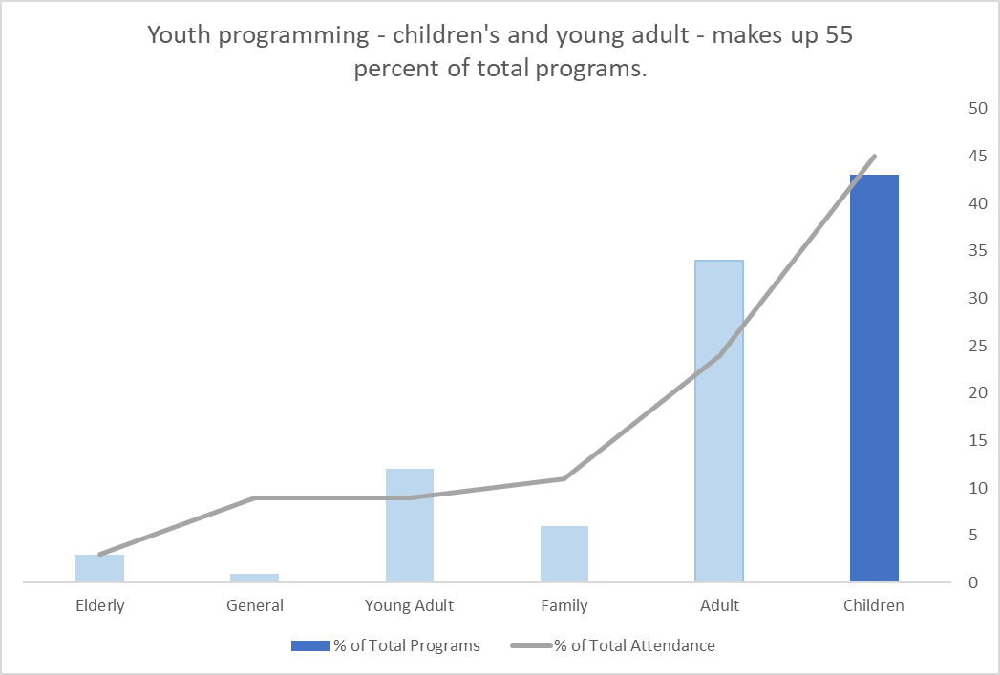 Youth programming - children's and young adult - makes up 55
percent of total programs.
50
45
40
35
30
25
20
15
10
5
0
Elderly General Young Adult Family Adult Children
% of Total Programs % of Total Attendance